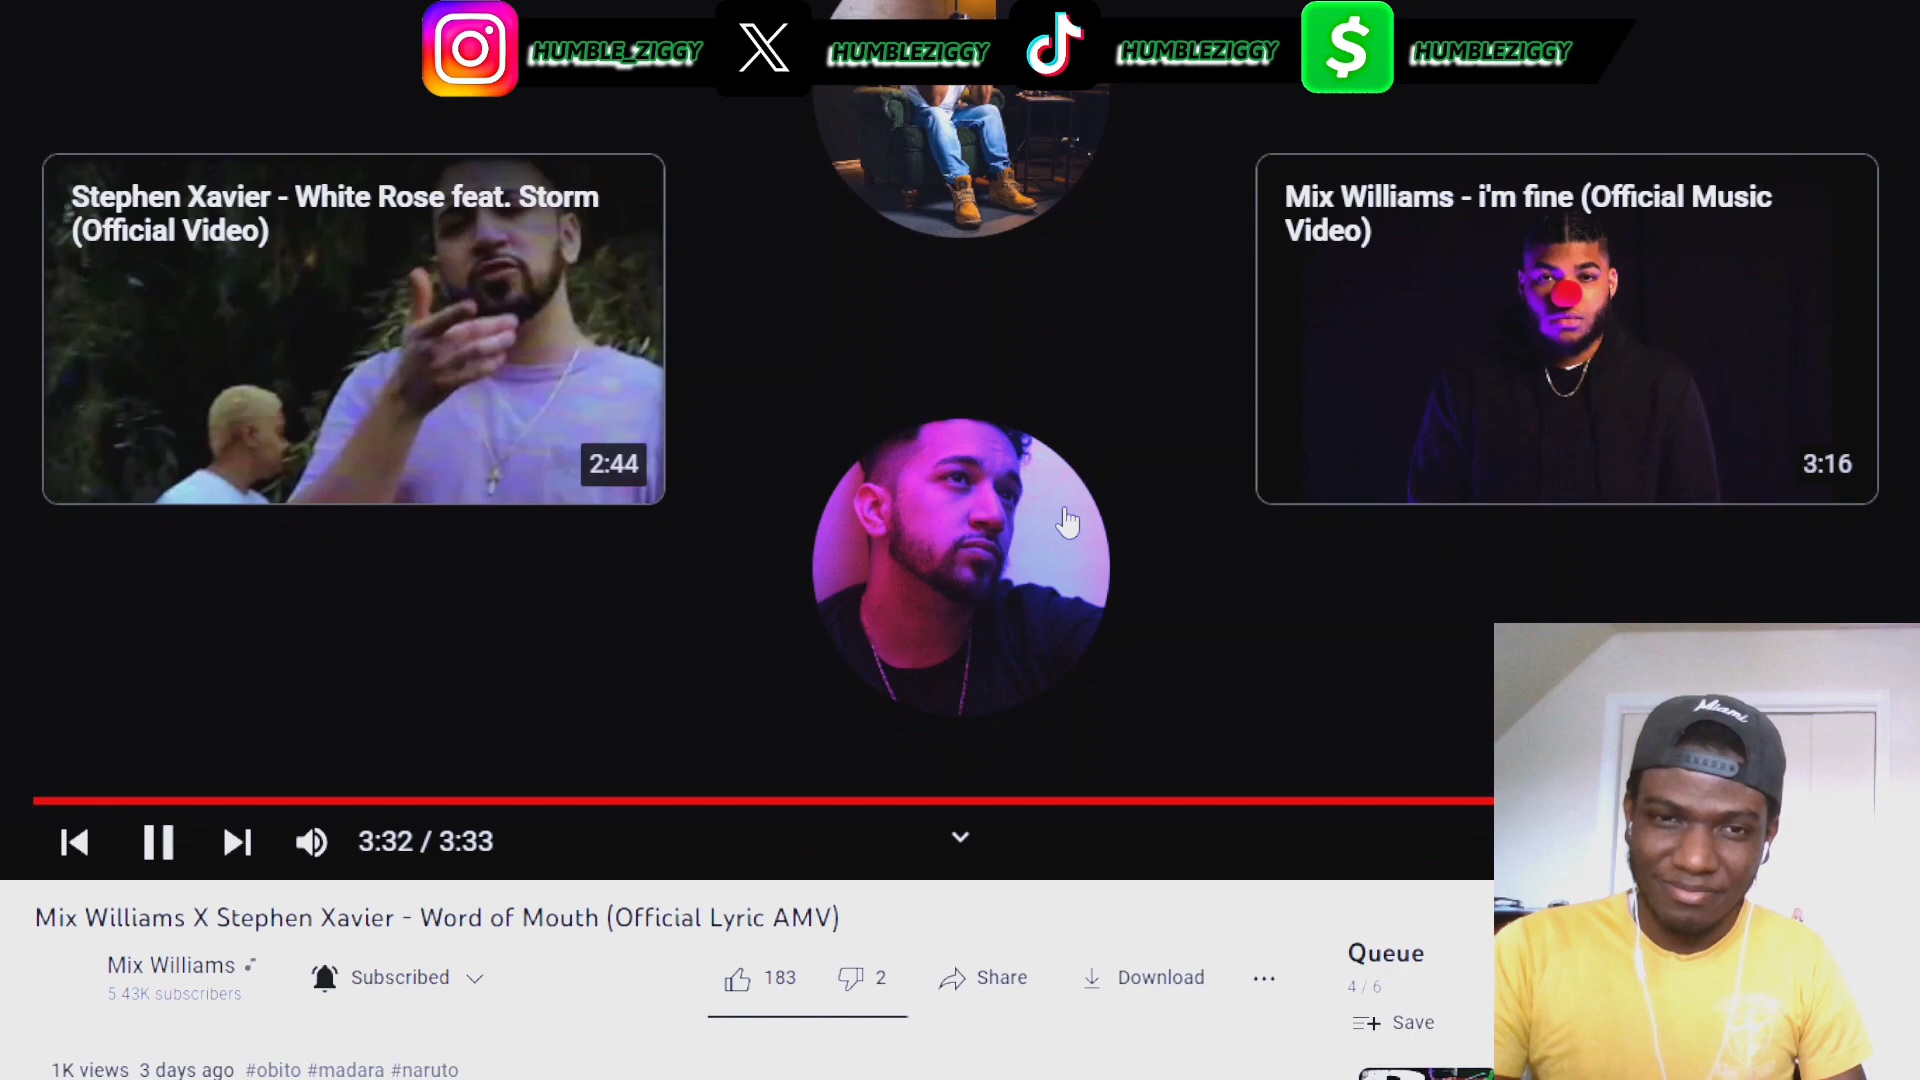 HUMBLE_ZIGGY
HUMBLEZIGGY
HUMBLEZIGGY
HUMBLEZIGGY
Stephen Xavier - White Rose feat. Storm
(Official Video)
2:44
Mix Williams - i'm fine (Official Music
Video)
3:16
3:32 / 3:33
Mix Williams X Stephen Xavier - Word of Mouth (Official Lyric AMV)
Mix Williams
5.43K subscribers
Subscribed
183
2
Share
Download
1K views 3 days ago #obito #madara #naruto
Queue
4 / 6
Save
Miami